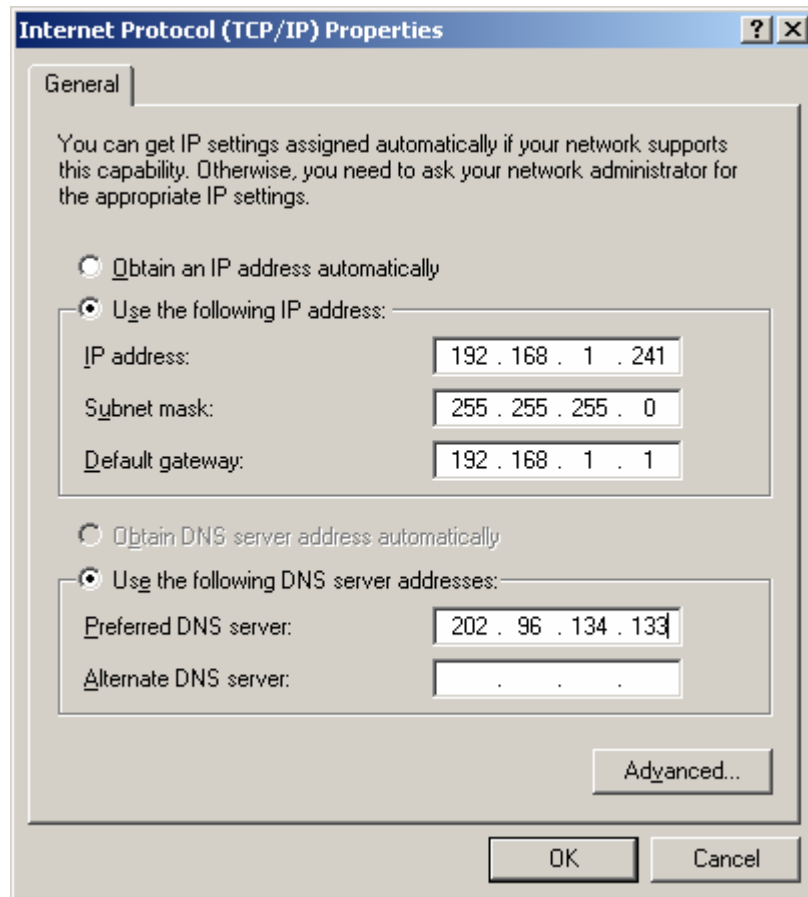 Internet Protocol (TCP/IP) Properties
General
You can get IP settings assigned automatically if your network supports
this capability. Otherwise, you need to ask your network administrator for
the appropriate IP settings.
Obtain an IP address automatically
Use the following IP address:
IP address: 192 . 168 . 1 . 241
Subnet mask: 255 . 255 . 255 . 0
Default gateway: 192 . 168 . 1 . 1
Obtain DNS server address automatically
Use the following DNS server addresses:
Preferred DNS server: 202 . 96 . 134 . 133
Alternate DNS server: . . .
Advanced...
OK Cancel